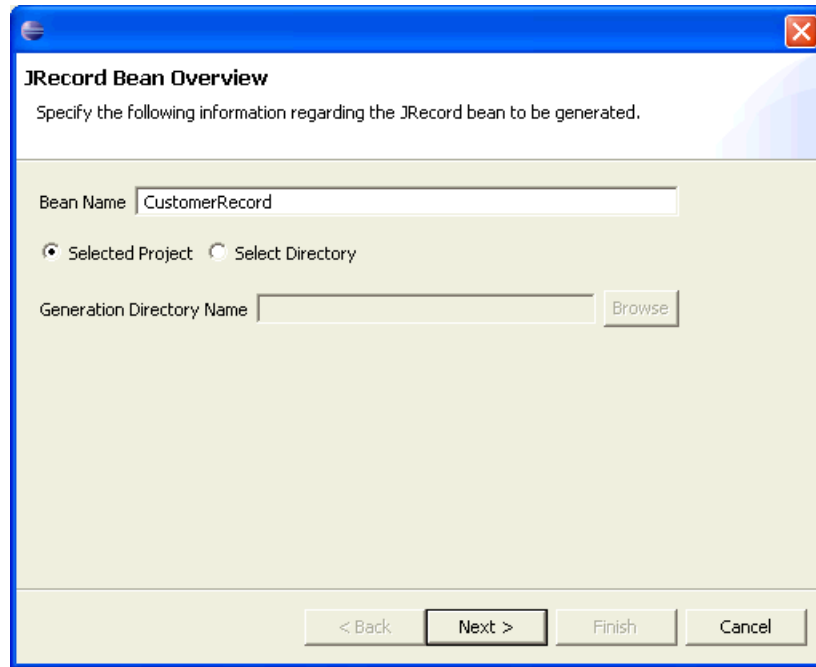 JRecord Bean Overview
Specify the following information regarding the JRecord bean to be generated.
Bean Name CustomerRecord
Selected Project Select Directory
Generation Directory Name Browse
< Back Next > Finish Cancel